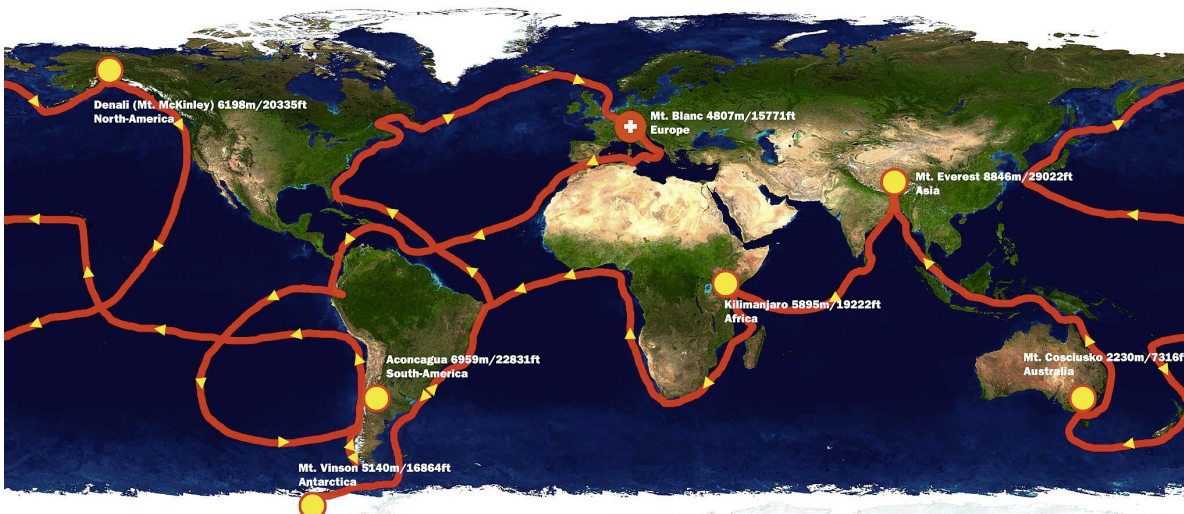 Denali (Mt. McKinley) 6198m/20335ft
North-America
Mt. Blanc 4807m/15771ft
Europe
Mt. Everest 8846m/29022ft
Asia
Kilimanjaro 5895m/19222ft
Africa
Aconcagua 6959m/22831ft
South-America
Mt. Cosciusko 2230m/7316ft
Australia
Mt. Vinson 5140m/16864ft
Antarctica